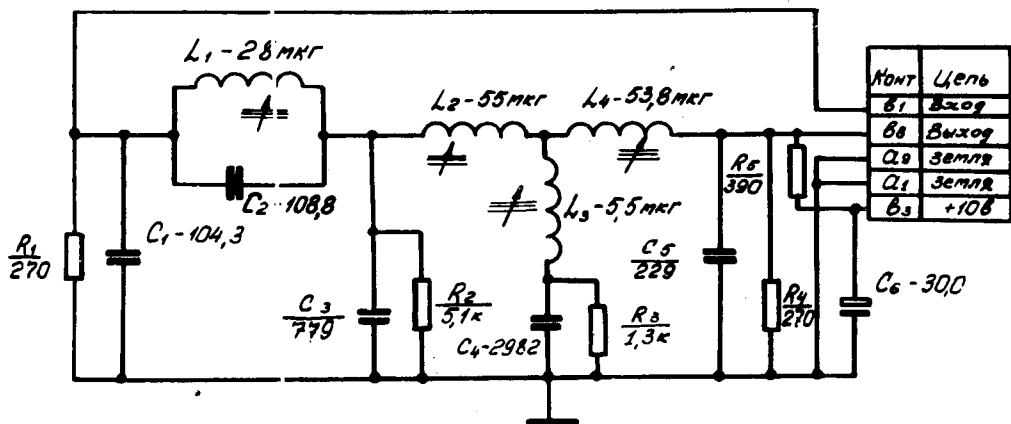 L1-28мкг
L2-55мкг
L4-53,8мкг
Конт Цепь
в1 Вход
в8 Выход
а9 земля
а1 земля
в3 +10в
R5
390
C2 108,8
L3-5,5мкг
R1
270
C1-104,3
C3
779
R2
5,1к
C4-2982
R3
1,3к
C5
229
R4
270
C6-30,0